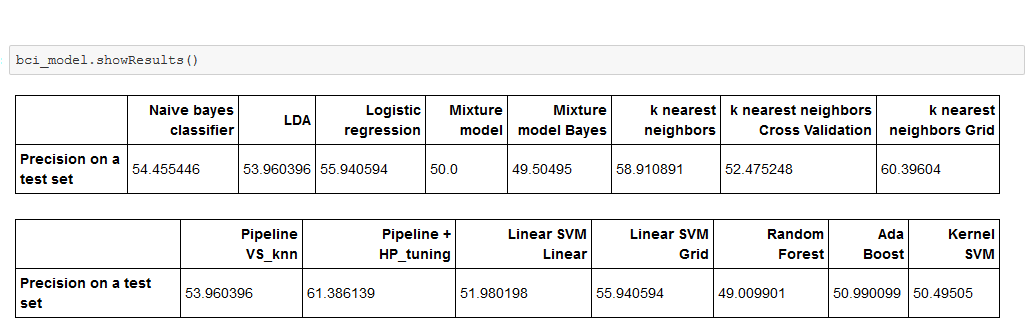 bci_model.showResults()
Naive bayes classifier LDA Logistic regression Mixture model Mixture model Bayes k nearest neighbors k nearest neighbors Cross Validation k nearest neighbors Grid
Precision on a test set 54.455446 53.960396 55.940594 50.0 49.50495 58.910891 52.475248 60.39604
Pipeline VS_knn Pipeline + HP_tuning Linear SVM Linear Linear SVM Grid Random Forest Ada Boost Kernel SVM
Precision on a test set 53.960396 61.386139 51.980198 55.940594 49.009901 50.990099 50.49505